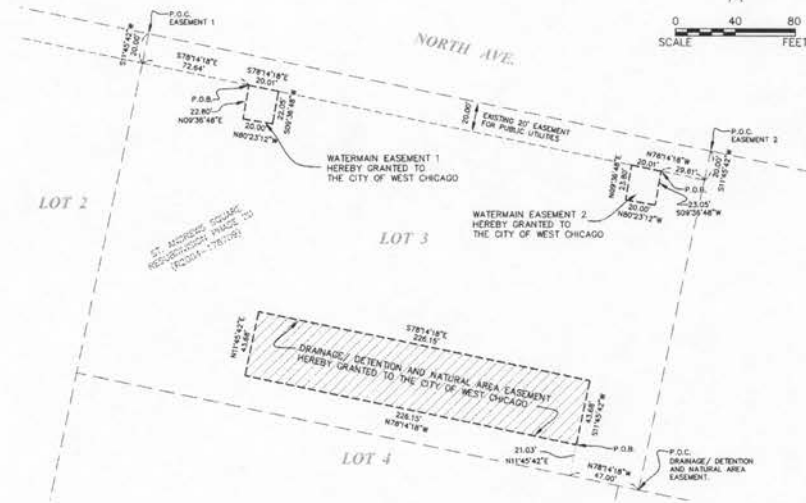 P.O.C.
EASEMENT 1
S11°45'42"W
20.00'
0 40 80
SCALE FEET
NORTH AVE.
S78°14'18"E
72.64'
S78°14'18"E
20.01'
P.O.B.
22.80'
N09°36'48"E
22.05'
S09°36'48"W
20.00'
N80°23'12"W
20.00'
EXISTING 20' EASEMENT
FOR PUBLIC UTILITIES
P.O.C.
EASEMENT 2
N78°14'18"W
20.01'
29.81'
20.00'
S11°45'42"W
WATERMAIN EASEMENT 1
HEREBY GRANTED TO
THE CITY OF WEST CHICAGO
N09°36'48"E
23.80'
P.O.B.
23.05'
S09°36'48"W
20.00'
N80°23'12"W
WATERMAIN EASEMENT 2
HEREBY GRANTED TO
THE CITY OF WEST CHICAGO
LOT 2
LOT 3
ST. ANDREWS SQUARE
RESUBDIVISION PHASE
S78°14'18"E
226.15'
N11°45'42"E
43.68'
DRAINAGE/ DETENTION AND NATURAL AREA EASEMENT
HEREBY GRANTED TO THE CITY OF WEST CHICAGO
43.68'
S11°45'42"W
226.15'
N78°14'18"W
P.O.B.
21.03'
N11°45'42"E
N78°14'18"W
47.00'
P.O.C.
DRAINAGE/ DETENTION
AND NATURAL AREA
EASEMENT.
LOT 4